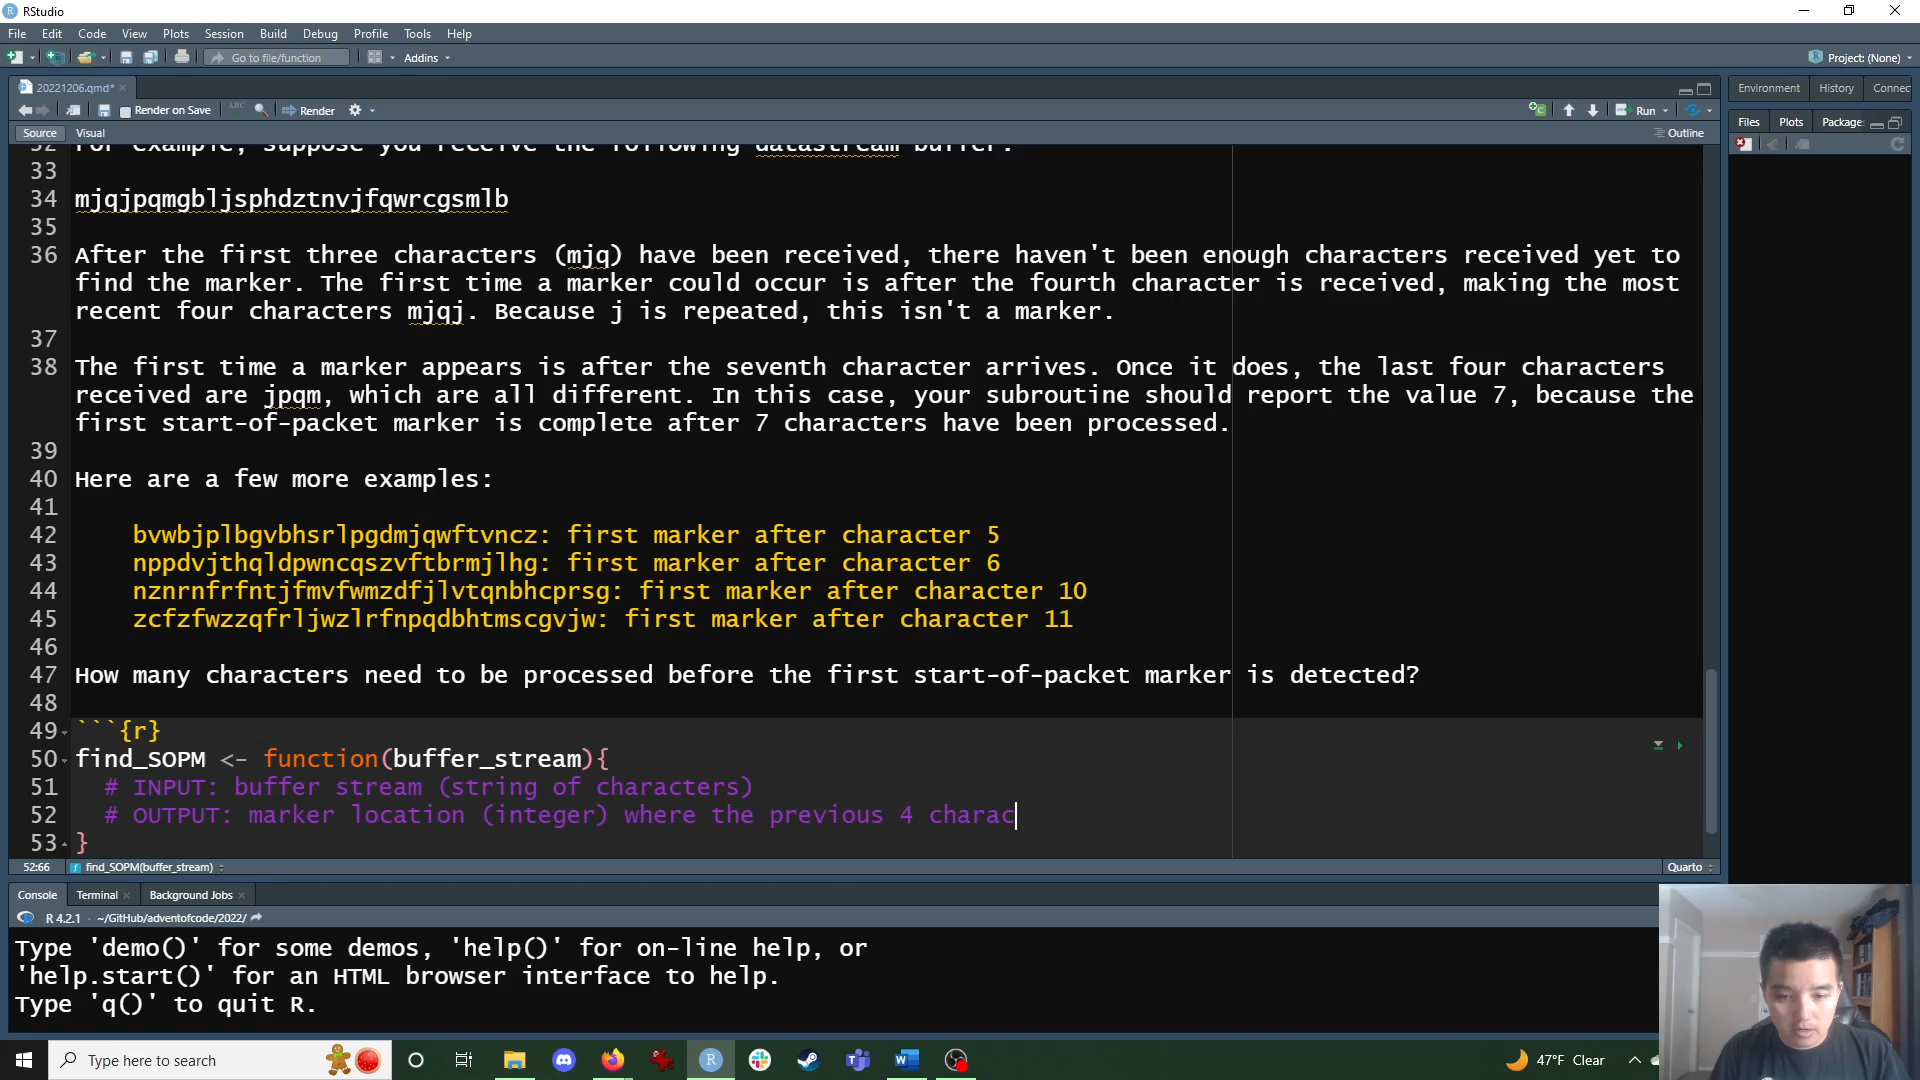 RStudio
File Edit Code View Plots Session Build Debug Profile Tools Help
Go to file/function Addins Project: (None)
20221206.qmd* Environment History Connec
Render on Save ABC Render Run Files Plots Package
Source Visual Outline
32 For example, suppose you receive the following datastream buffer:
33
34 mjqjpqmgbljsphdztnvjfqwrcgsmlb
35
36 After the first three characters (mjq) have been received, there haven't been enough characters received yet to
find the marker. The first time a marker could occur is after the fourth character is received, making the most
recent four characters mjqj. Because j is repeated, this isn't a marker.
37
38 The first time a marker appears is after the seventh character arrives. Once it does, the last four characters
received are jpqm, which are all different. In this case, your subroutine should report the value 7, because the
first start-of-packet marker is complete after 7 characters have been processed.
39
40 Here are a few more examples:
41
42 bvwbjplbgvbhsrlpgdmjqwftvncz: first marker after character 5
43 nppdvjthqldpwncqszvftbrmjlhg: first marker after character 6
44 nznrnfrfntjfmvfwmzdfjlvtqnbhcprsg: first marker after character 10
45 zcfzfwzzqfrljwzlrfnpqdbhtmscgvjw: first marker after character 11
46
47 How many characters need to be processed before the first start-of-packet marker is detected?
48
49 ```{r}
50 find_SOPM <- function(buffer_stream){
51 # INPUT: buffer stream (string of characters)
52 # OUTPUT: marker location (integer) where the previous 4 charac
53 }
52:66 find_SOPM(buffer_stream) Quarto
Console Terminal Background Jobs
R 4.2.1 · ~/GitHub/adventofcode/2022/
Type 'demo()' for some demos, 'help()' for on-line help, or
'help.start()' for an HTML browser interface to help.
Type 'q()' to quit R.
Type here to search 47°F Clear